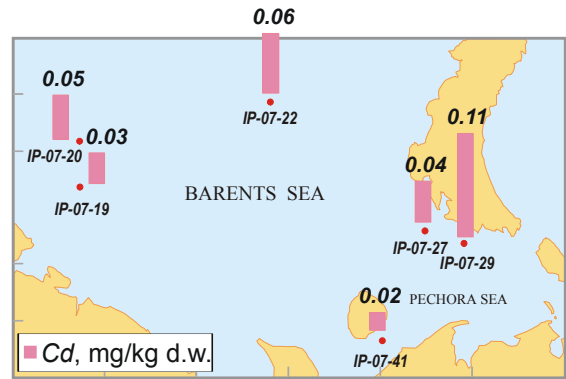 0.06
0.05
IP-07-22
0.11
0.03
IP-07-20
0.04
BARENTS SEA
IP-07-19
IP-07-27
IP-07-29
0.02
PECHORA SEA
Cd, mg/kg d.w.
IP-07-41